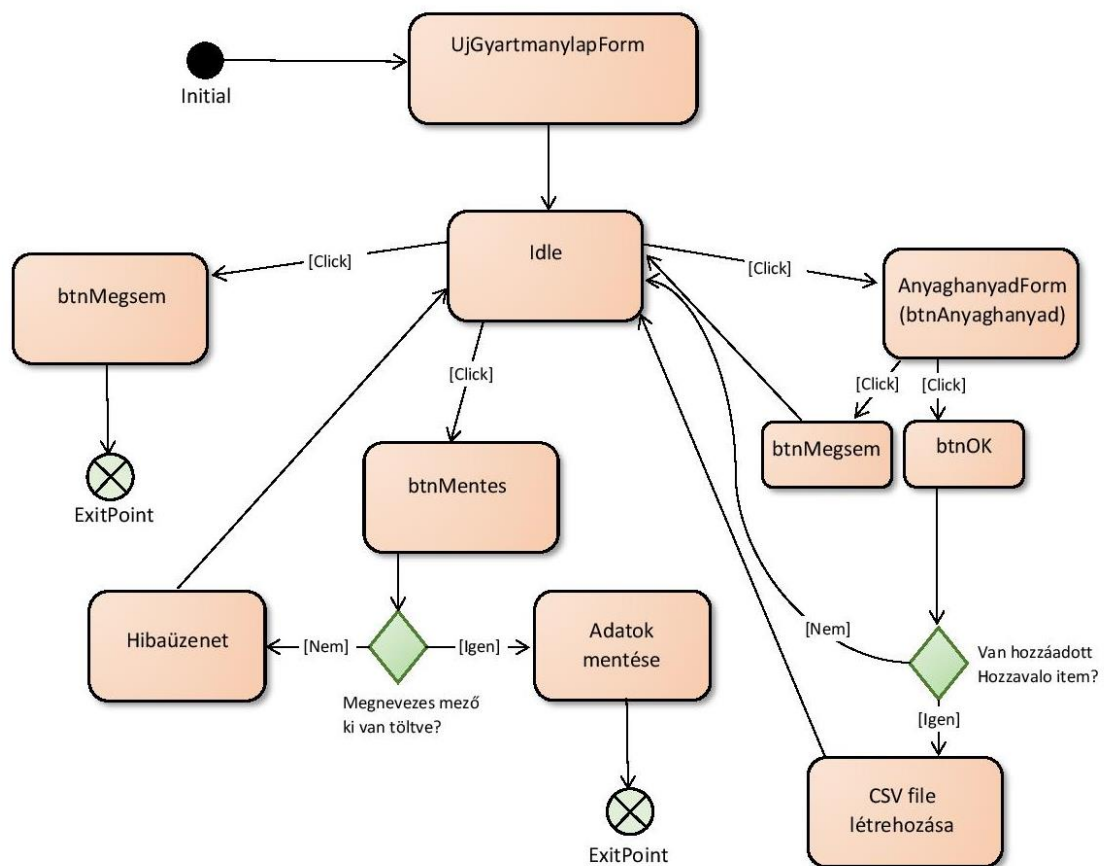 UjGyartmanylapForm
Initial
Idle
[Click]
[Click]
btnMegsem
AnyaghanyadForm
(btnAnyaghanyad)
[Click]
[Click]
[Click]
btnMegsem
btnOK
btnMentes
ExitPoint
Hibaüzenet
[Nem]
[Igen]
Adatok
mentése
[Nem]
Van hozzáadott
Hozzavalo item?
Megnevezes mező
ki van töltve?
[Igen]
CSV file
létrehozása
ExitPoint